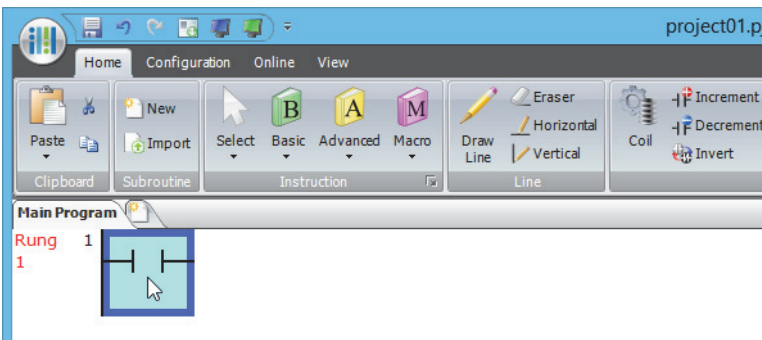 project01.p
Home Configuration Online View
Paste
New
Import
Select Basic Advanced Macro
B A M
Draw Line
Eraser
Horizontal
Vertical
Coil
Increment
Decrement
Invert
Clipboard Subroutine Instruction Line
Main Program
Rung 1
1